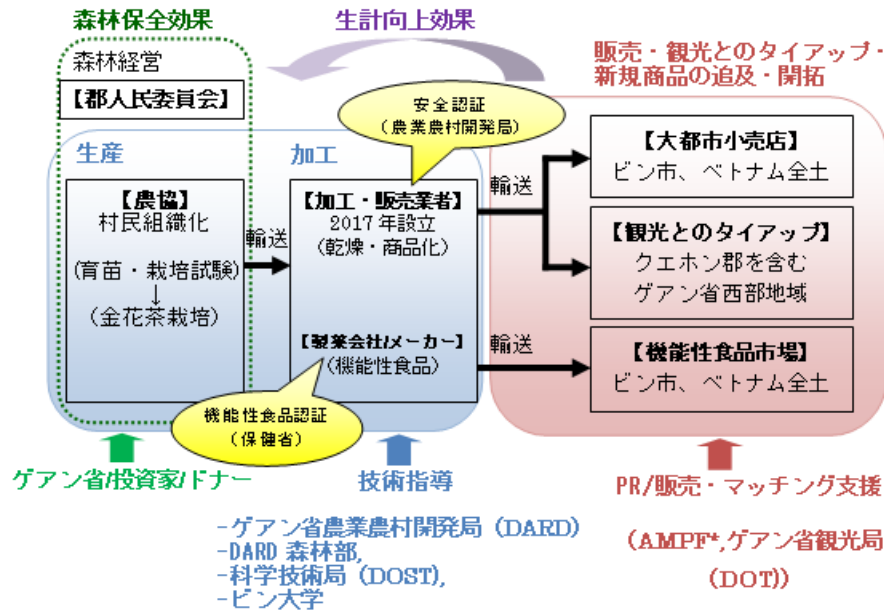 森林保全効果
生計向上効果
販売・観光とのタイアップ・
新規商品の追及・開拓
森林経営
【郡人民委員会】
安全認証
(農業農村開発局)
生産
加工
【農協】
村民組織化
(育苗・栽培試験)
↓
(金花茶栽培)
輸送
【加工・販売業者】
2017年設立
(乾燥・商品化)
【製薬会社/メーカー】
(機能性食品)
機能性食品認証
(保健省)
輸送
輸送
【大都市小売店】
ビン市、ベトナム全土
【観光とのタイアップ】
クエホン郡を含む
ゲアン省西部地域
【機能性食品市場】
ビン市、ベトナム全土
ゲアン省/投資家/ドナー
技術指導
-ゲアン省農業農村開発局(DARD)
-DARD 森林部,
-科学技術局(DOST),
-ビン大学
PR/販売・マッチング支援
(AMPF*,ゲアン省観光局
(DOT))